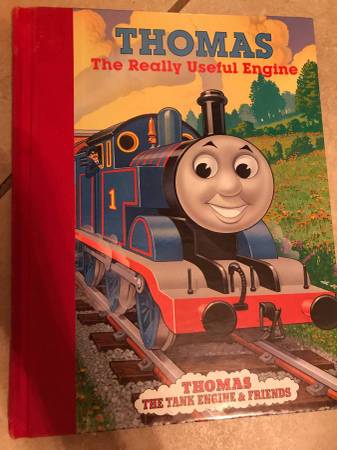 THOMAS
The Really Useful Engine
1
THOMAS
THE TANK ENGINE & FRIENDS